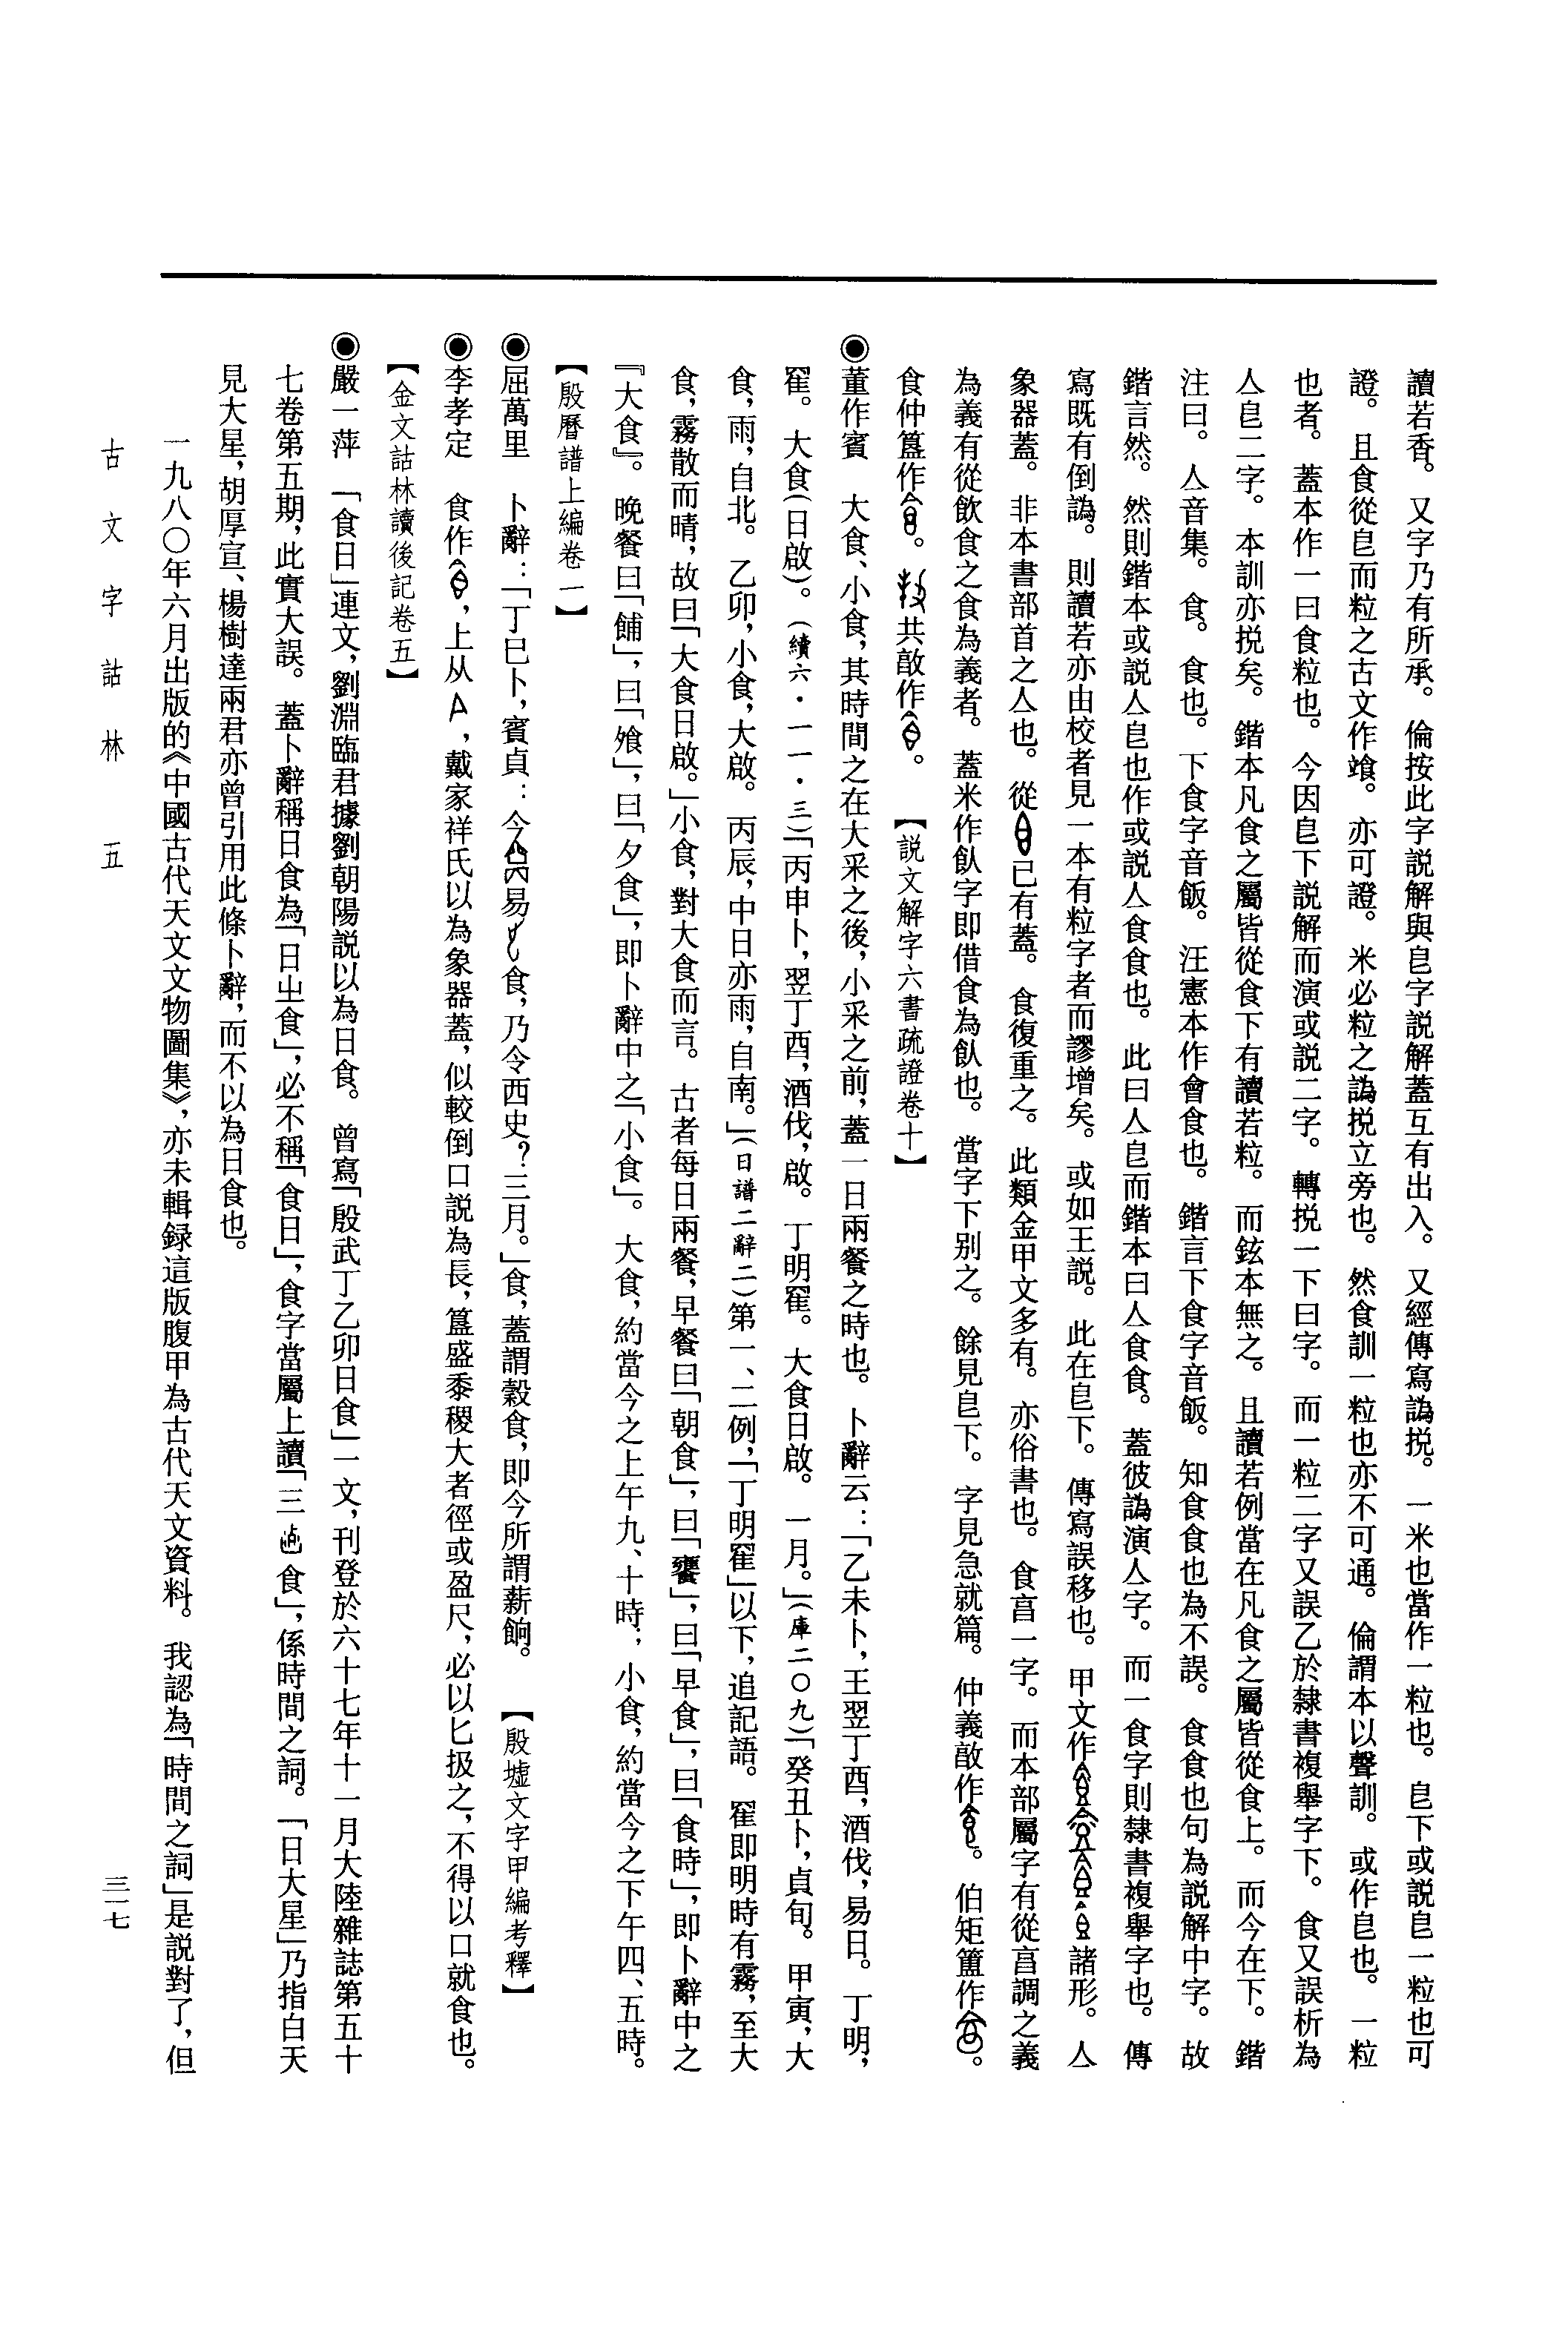 讀若香。又字乃有所承。倫按此字説解與皀字説解蓋互有出入。又經傳寫譌捝。一米也當作一粒也。皀下或説皀一粒也可
證。且食從皀而粒之古文作𩚷。亦可證。米必粒之譌捝立旁也。然食訓一粒也亦不可通。倫謂本以聲訓。或作皀也。一粒
也者。蓋本作一曰食粒也。今因皀下説解而演或説二字。轉捝一下曰字。而一粒二字又誤乙於隸書複舉字下。食又誤析為
亼皀二字。本訓亦捝矣。鍇本凡食之屬皆從食下有讀若粒。而鉉本無之。且讀若例當在凡食之屬皆從食上。而今在下。鍇
注曰。亼音集。食。食也。下食字音飯。汪憲本作會食也。鍇言下食字音飯。知食食也為不誤。食食也句為説解中字。故
鍇言然。然則鍇本或説亼皀也作或説人食食也。此曰亼皀而鍇本曰亼食食。蓋彼譌演人字。而一食字則隸書複舉字也。傳
寫既有倒譌。則讀若亦由校者見一本有粒字者而謬增矣。或如王説。此在皀下。傳寫誤移也。甲文作諸形。亼
象器蓋。非本書部首之亼也。從已有蓋。食復重之。此類金甲文多有。亦俗書也。食㿝一字。而本部屬字有從㿝調之義
為義有從飲食之食為義者。蓋米作飤字即借食為飤也。當字下別之。餘見皀下。字見急就篇。仲義敃作。伯矩簠作。
食仲簋作。共敃作。　【説文解字六書疏證卷十】
◉董作賓　大食、小食，其時間之在大采之後，小采之前，蓋一日兩餐之時也。卜辭云：「乙未卜，王翌丁酉，酒伐，易日。丁明，
雈。大食（日啟）。（續六·一一·三）「丙申卜，翌丁酉，酒伐，啟。丁明雈。大食日啟。一月。」（庫二〇九）「癸丑卜，貞旬。甲寅，大
食，雨，自北。乙卯，小食，大啟。丙辰，中日亦雨，自南。」（日譜二辭二）第一、二例，「丁明雈」以下，追記語。雈即明時有霧，至大
食，霧散而晴，故曰「大食日啟。」小食，對大食而言。古者每日兩餐，早餐曰「朝食」，曰「饔」，曰「早食」，曰「食時」，即卜辭中之
『大食』。晚餐曰「餔」，曰「飧」，曰「夕食」，即卜辭中之「小食」。大食，約當今之上午九、十時；小食，約當今之下午四、五時。
【殷曆譜上編卷一】
◉屈萬里　卜辭：「丁巳卜，賓貞：今易食，乃令西史？三月。」食，蓋謂穀食，即今所謂薪餉。　【殷墟文字甲編考釋】
◉李孝定　食作，上从，戴家祥氏以為象器蓋，似較倒口説為長，簋盛黍稷大者徑或盈尺，必以匕扱之，不得以口就食也。
【金文詁林讀後記卷五】
◉嚴一萍　「食日」連文，劉淵臨君據劉朝陽説以為日食。曾寫「殷武丁乙卯日食」一文，刊登於六十七年十一月大陸雜誌第五十
七卷第五期，此實大誤。蓋卜辭稱日食為「日㞢食」，必不稱「食日」，食字當屬上讀「三食」，係時間之詞。「日大星」乃指白天
見大星，胡厚宣、楊樹達兩君亦曾引用此條卜辭，而不以為日食也。
一九八〇年六月出版的《中國古代天文文物圖集》，亦未輯録這版腹甲為古代天文資料。我認為「時間之詞」是説對了，但
古文字詁林　五
三一七